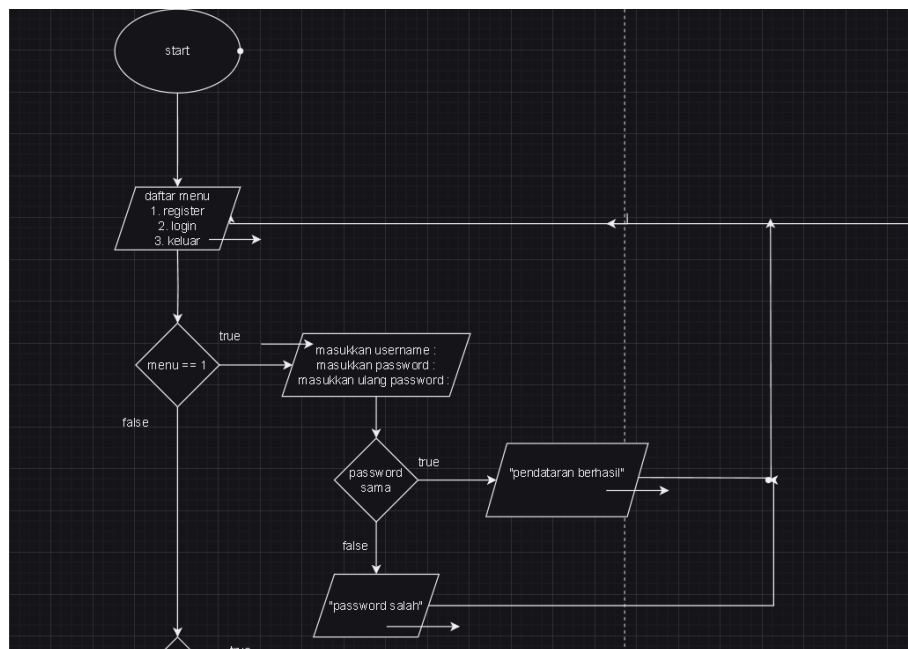 start
daftar menu
1. register
2. login
3. keluar
true
menu == 1
masukkan username :
masukkan password :
masukkan ulang password :
false
true
password
sama
"pendataran berhasil"
false
"password salah"
true